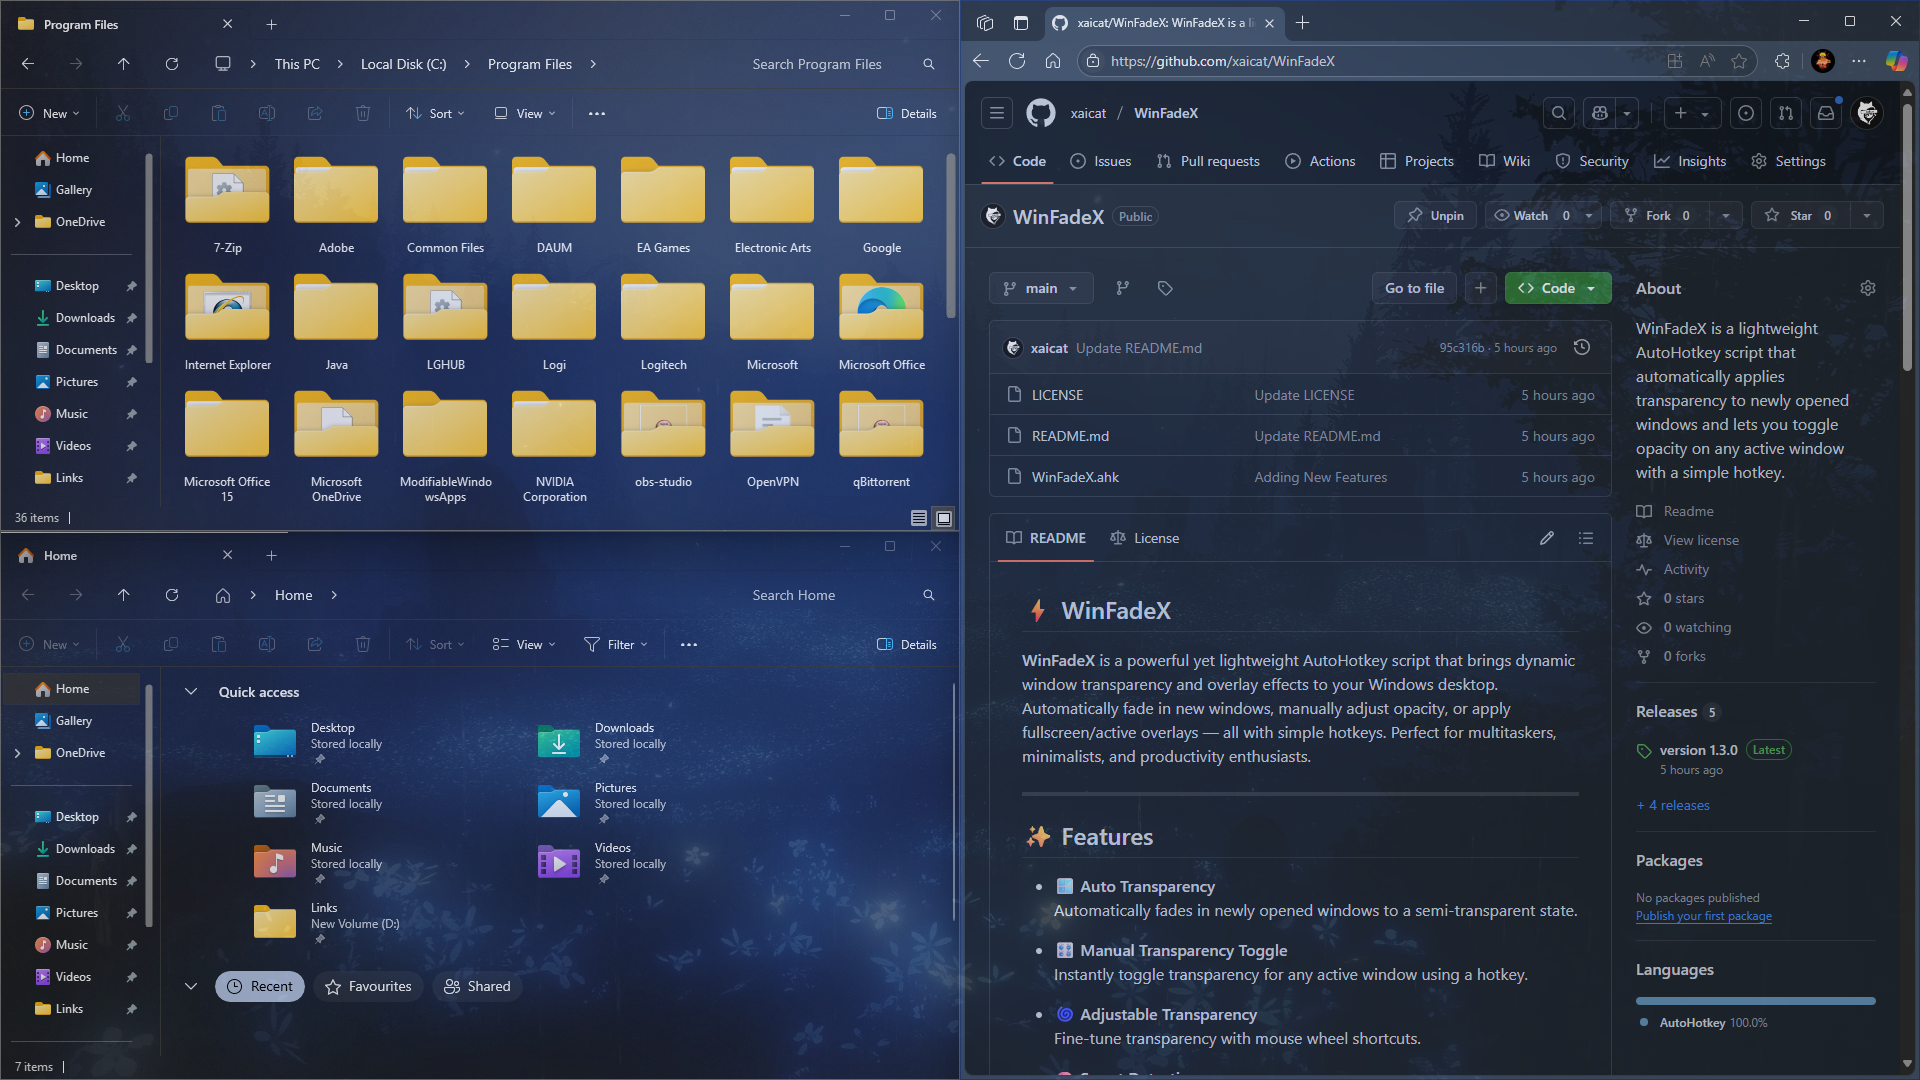 Program Files
This PC
Local Disk (C:)
Program Files
Search Program Files
New
Sort
View
Details
Home
Gallery
OneDrive
Desktop
Downloads
Documents
Pictures
Music
Videos
Links
7-Zip
Adobe
Common Files
DAUM
EA Games
Electronic Arts
Google
Internet Explorer
Java
LGHUB
Logi
Logitech
Microsoft
Microsoft Office
Microsoft Office
15
Microsoft
OneDrive
ModifiableWindo
wsApps
NVIDIA
Corporation
obs-studio
OpenVPN
qBittorrent
36 items
Home
Home
Search Home
New
Sort
View
Filter
Details
Home
Gallery
OneDrive
Desktop
Downloads
Documents
Pictures
Music
Videos
Links
Quick access
Desktop
Stored locally
Downloads
Stored locally
Documents
Stored locally
Pictures
Stored locally
Music
Stored locally
Videos
Stored locally
Links
New Volume (D:)
Recent
Favourites
Shared
7 items
xaicat/WinFadeX: WinFadeX is a li
https://github.com/xaicat/WinFadeX
xaicat / WinFadeX
Code
Issues
Pull requests
Actions
Projects
Wiki
Security
Insights
Settings
WinFadeX
Public
Unpin
Watch 0
Fork 0
Star 0
main
Go to file
Code
xaicat Update README.md
95c316b · 5 hours ago
LICENSE Update LICENSE 5 hours ago
README.md Update README.md 5 hours ago
WinFadeX.ahk Adding New Features 5 hours ago
README
License
⚡ WinFadeX
WinFadeX is a powerful yet lightweight AutoHotkey script that brings dynamic
window transparency and overlay effects to your Windows desktop.
Automatically fade in new windows, manually adjust opacity, or apply
fullscreen/active overlays — all with simple hotkeys. Perfect for multitaskers,
minimalists, and productivity enthusiasts.
✨ Features
• 🪟 Auto Transparency
Automatically fades in newly opened windows to a semi-transparent state.
• 🎛️ Manual Transparency Toggle
Instantly toggle transparency for any active window using a hotkey.
• 🌀 Adjustable Transparency
Fine-tune transparency with mouse wheel shortcuts.
About
WinFadeX is a lightweight
AutoHotkey script that
automatically applies
transparency to newly opened
windows and lets you toggle
opacity on any active window
with a simple hotkey.
Readme
View license
Activity
0 stars
0 watching
0 forks
Releases 5
version 1.3.0 Latest
5 hours ago
+ 4 releases
Packages
No packages published
Publish your first package
Languages
AutoHotkey 100.0%